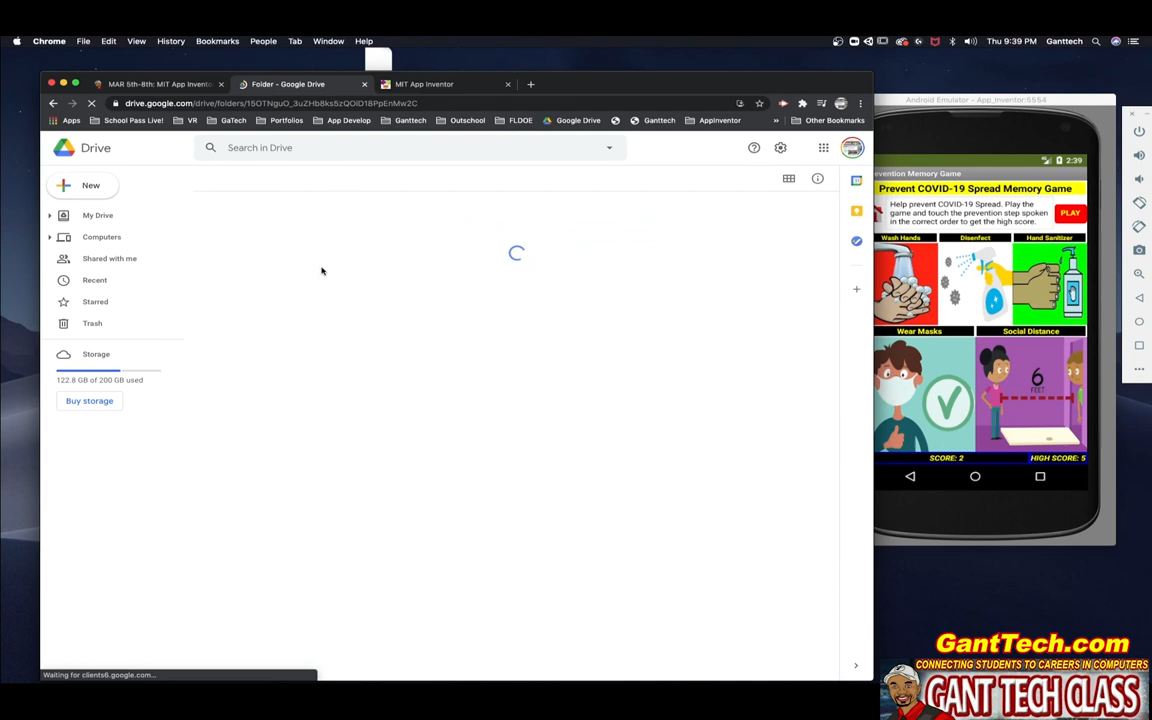 Chrome File Edit View History Bookmarks People Tab Window Help Thu 9:39 PM Ganttech
MAR 5th-8th: MIT App Invento Folder - Google Drive MIT App Inventor
drive.google.com/drive/folders/
Apps School Pass Live! VR GaTech Portfolios App Develop Ganttech Outschool FLDOE Google Drive Ganttech AppInventor » Other Bookmarks
Drive
Search in Drive
New
My Drive
Computers
Shared with me
Recent
Starred
Trash
Storage
122.8 GB of 200 GB used
Buy storage
Waiting for clients6.google.com...
Android Emulator - App_Inventor:5554
2:39
evention Memory Game
Prevent COVID-19 Spread Memory Game
Help prevent COVID-19 Spread. Play the
game and touch the prevention step spoken
in the correct order to get the high score.
PLAY
Wash Hands Disenfect Hand Sanitizer
Wear Masks Social Distance
6
FEET
SCORE: 2 HIGH SCORE: 5
GantTech.com
CONNECTING STUDENTS TO CAREERS IN COMPUTERS
GANT TECH CLASS